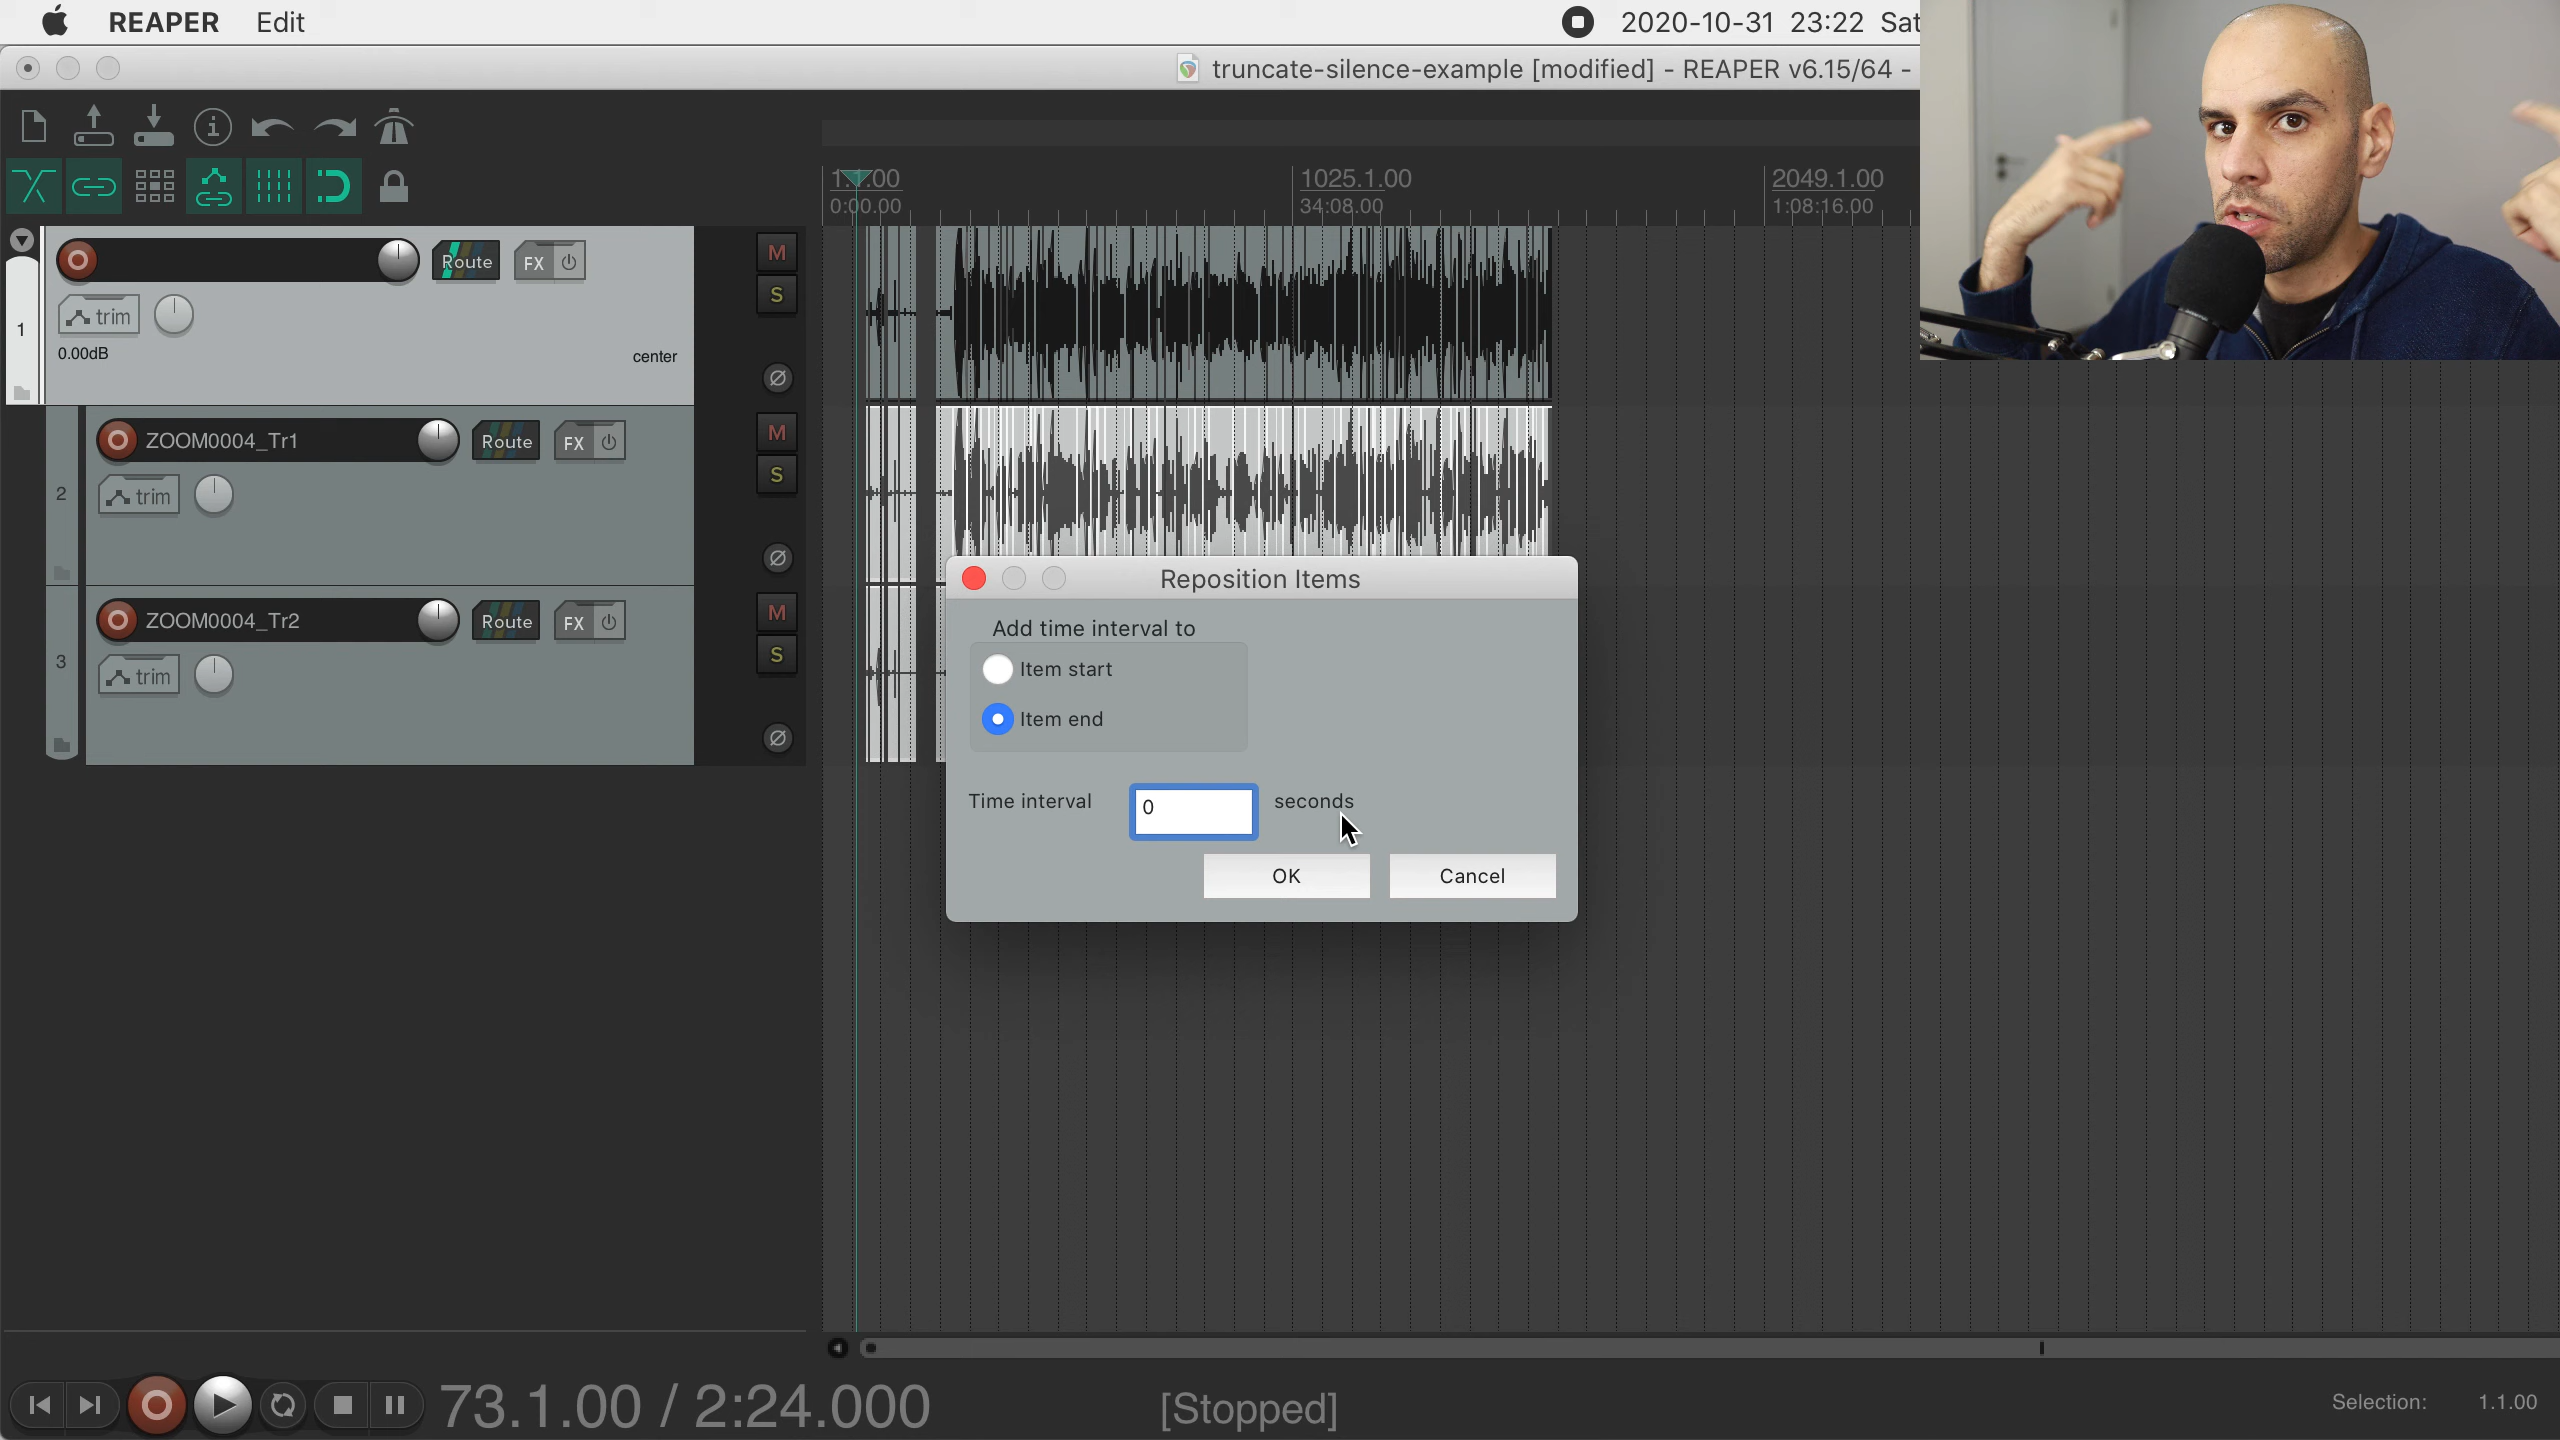 REAPER Edit 2020-10-31 23:22 Sat
truncate-silence-example [modified] - REAPER v6.15/64 -
1.1.00 1025.1.00 2049.1.00
0:00.00 34:08.00 1:08:16.00
Route FX M
trim S
1
0.00dB center
ZOOM0004_Tr1 Route FX M
2 trim S
ZOOM0004_Tr2 Route FX M
3 trim S
Reposition Items
Add time interval to
Item start
Item end
Time interval 0 seconds
OK Cancel
73.1.00 / 2:24.000 [Stopped] Selection: 1.1.00